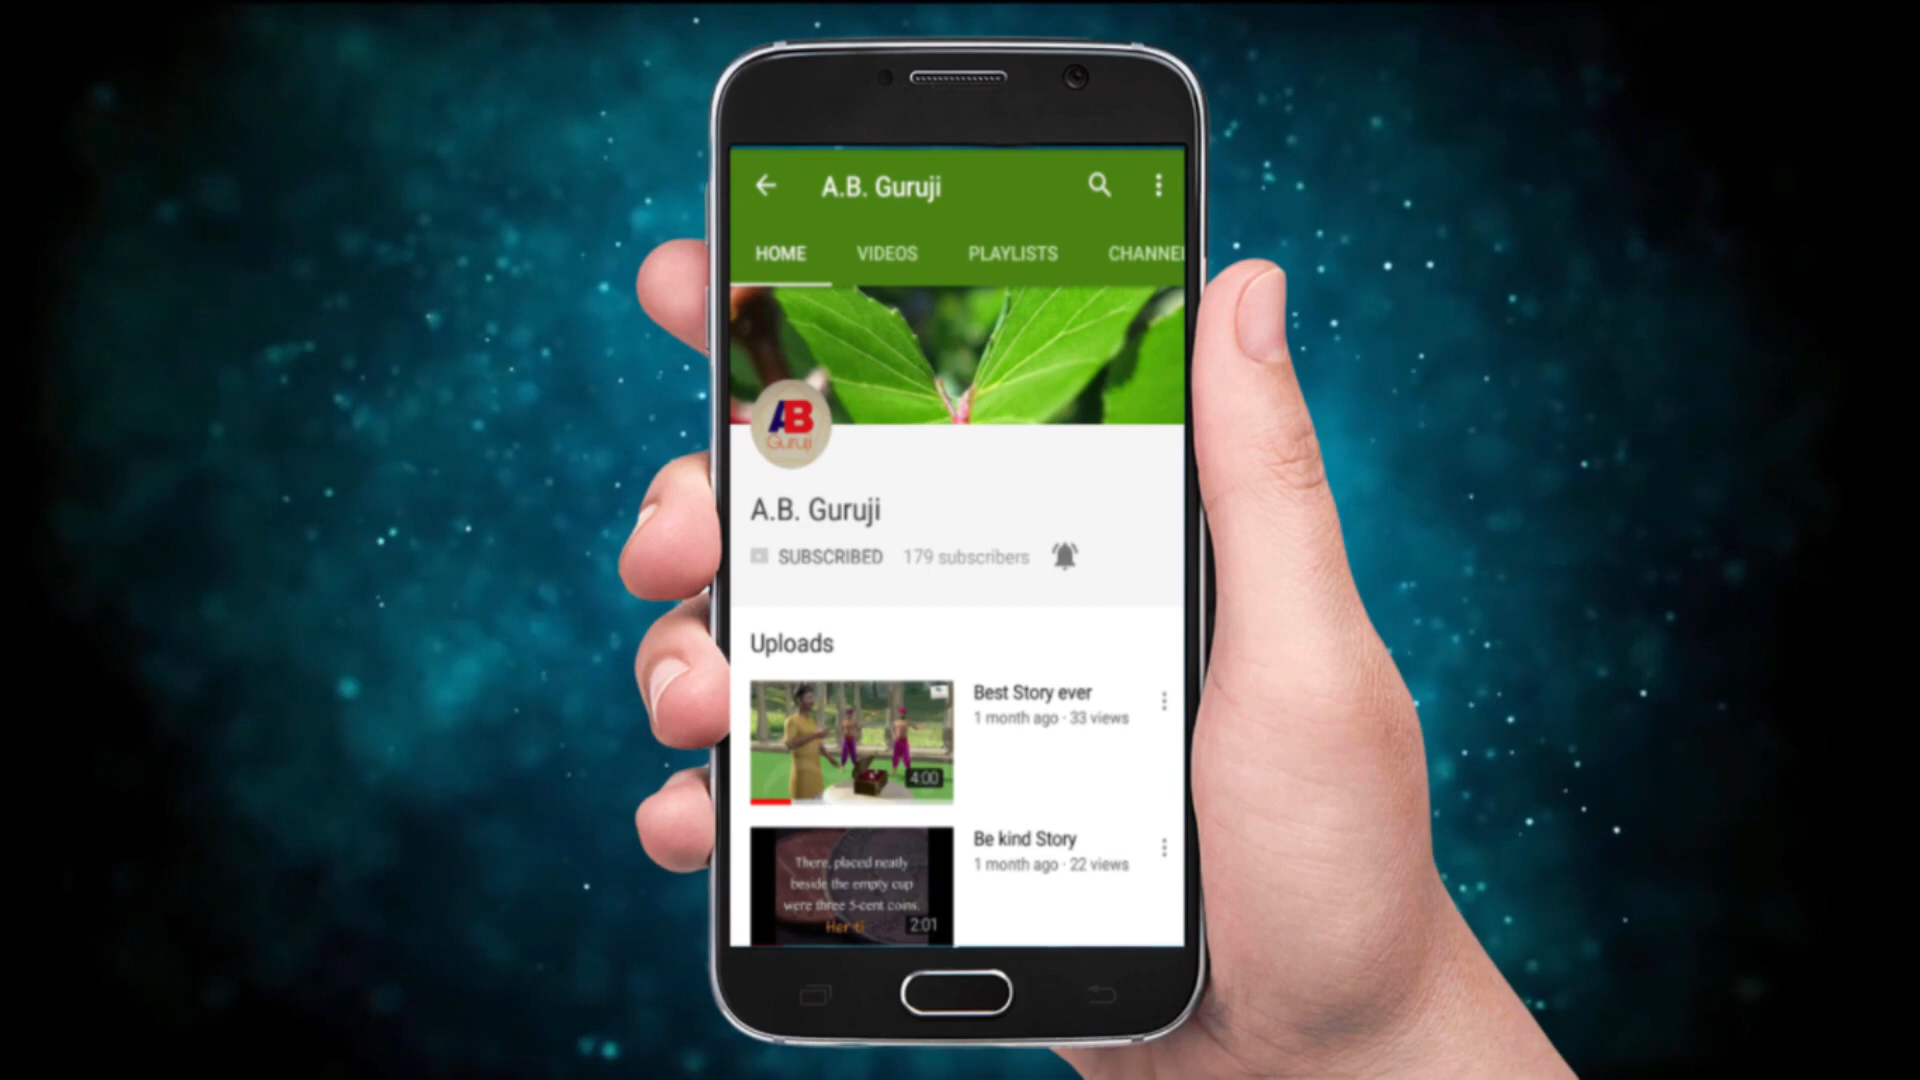 A.B. Guruji
HOME VIDEOS PLAYLISTS CHANNEL
AB
Guruji
A.B. Guruji
SUBSCRIBED 179 subscribers
Uploads
Best Story ever
1 month ago · 33 views
4:00
Be kind Story
1 month ago · 22 views
There, placed neatly
beside the empty cup
were three 5-cent coins.
Her ti
2:01